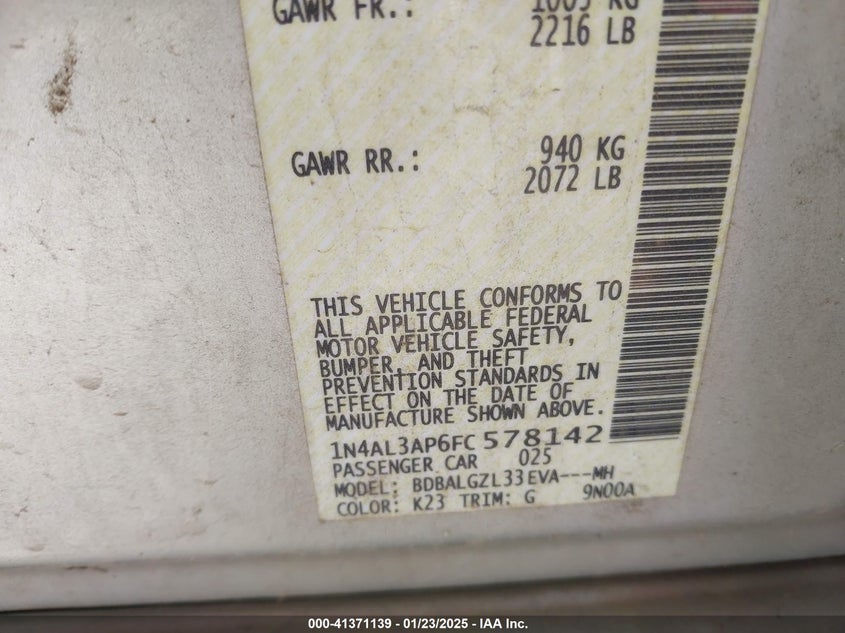 GAWR FR.: 1005 KG
2216 LB
GAWR RR.: 940 KG
2072 LB
THIS VEHICLE CONFORMS TO
ALL APPLICABLE FEDERAL
MOTOR VEHICLE SAFETY,
BUMPER, AND THEFT
PREVENTION STANDARDS IN
EFFECT ON THE DATE OF
MANUFACTURE SHOWN ABOVE.
1N4AL3AP6FC578142
PASSENGER CAR 025
MODEL: BDBALGZL33EVA---MH
COLOR: K23 TRIM: G 9N00A
000-41371139 - 01/23/2025 - IAA Inc.